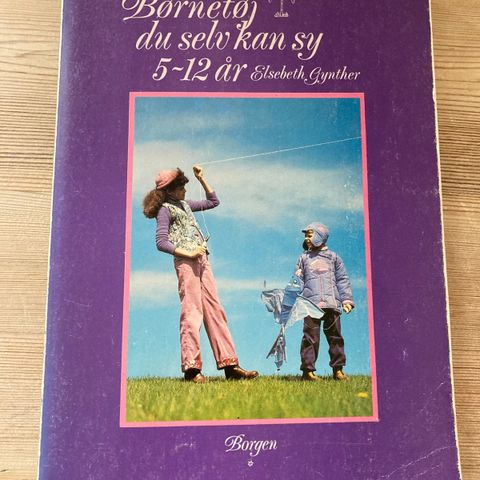 Børnetøj
du selv kan sy
5-12 år Elsebeth Gynther
Borgen